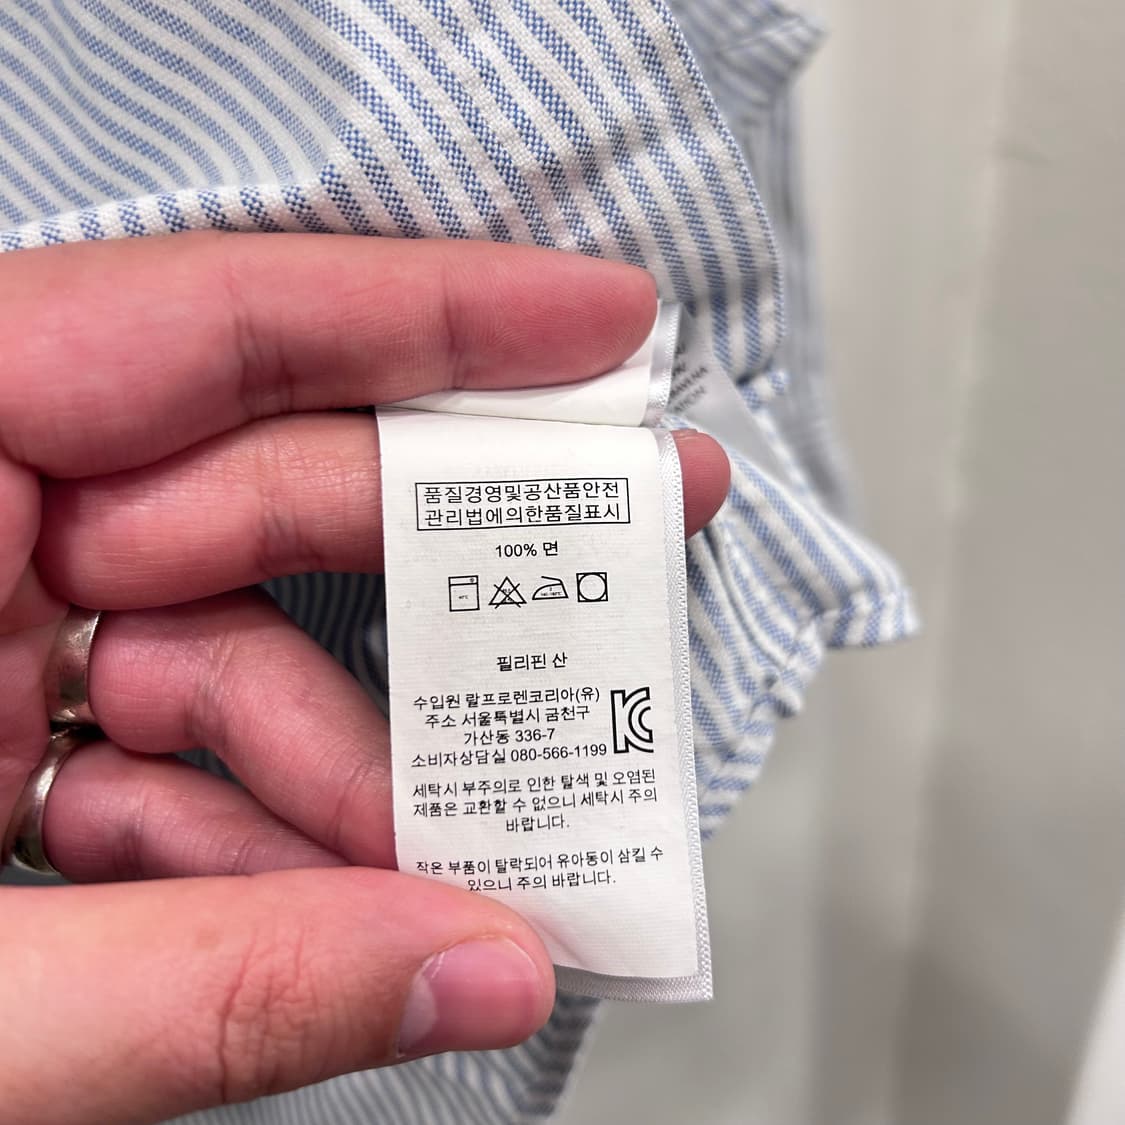 품질경영및공산품안전
관리법에의한품질표시
100% 면
필리핀 산
수입원 랄프로렌코리아(유)
주소 서울특별시 금천구
가산동 336-7
소비자상담실 080-566-1199
세탁시 부주의로 인한 탈색 및 오염된
제품은 교환할 수 없으니 세탁시 주의
바랍니다.
작은 부품이 탈락되어 유아동이 삼킬 수
있으니 주의 바랍니다.